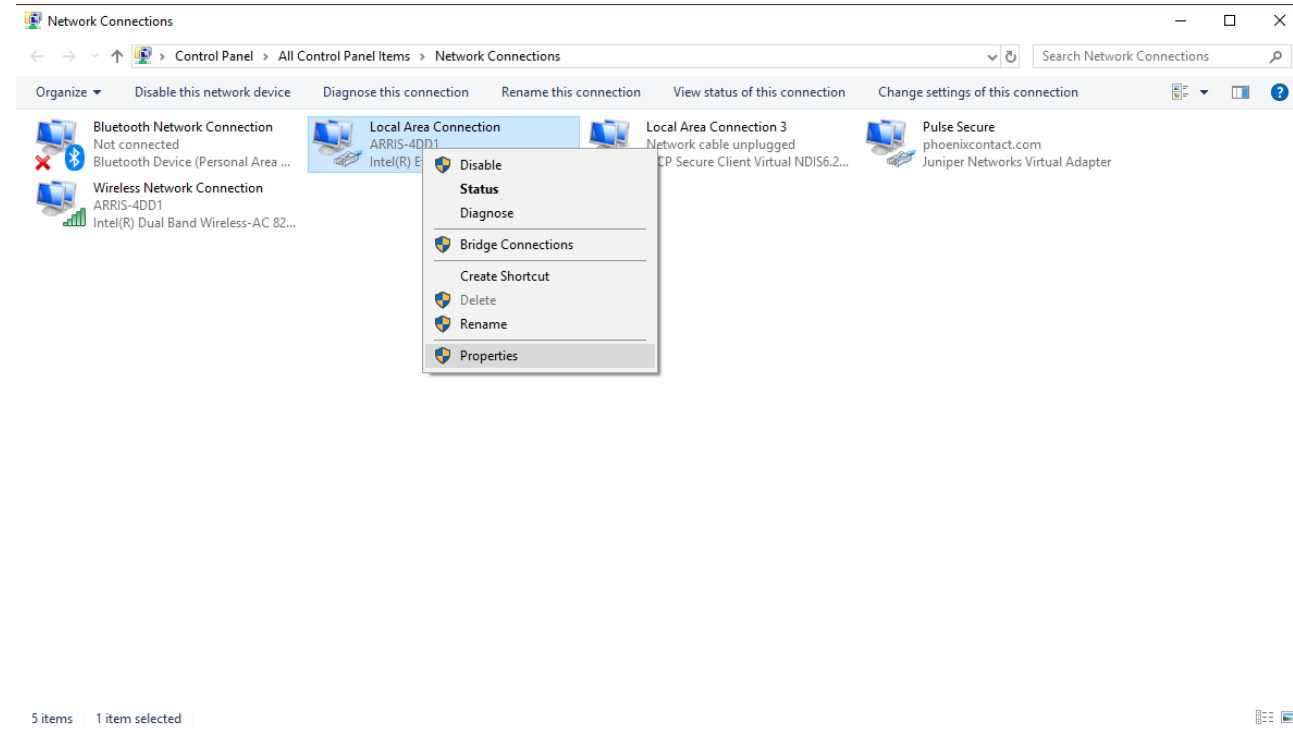 Network Connections
Control Panel > All Control Panel Items > Network Connections
Search Network Connections
Organize
Disable this network device
Diagnose this connection
Rename this connection
View status of this connection
Change settings of this connection
Bluetooth Network Connection
Not connected
Bluetooth Device (Personal Area ...
Local Area Connection
ARRIS-4DD1
Intel(R) E
Local Area Connection 3
Network cable unplugged
CP Secure Client Virtual NDIS6.2...
Pulse Secure
phoenixcontact.com
Juniper Networks Virtual Adapter
Wireless Network Connection
ARRIS-4DD1
Intel(R) Dual Band Wireless-AC 82...
Disable
Status
Diagnose
Bridge Connections
Create Shortcut
Delete
Rename
Properties
5 items
1 item selected